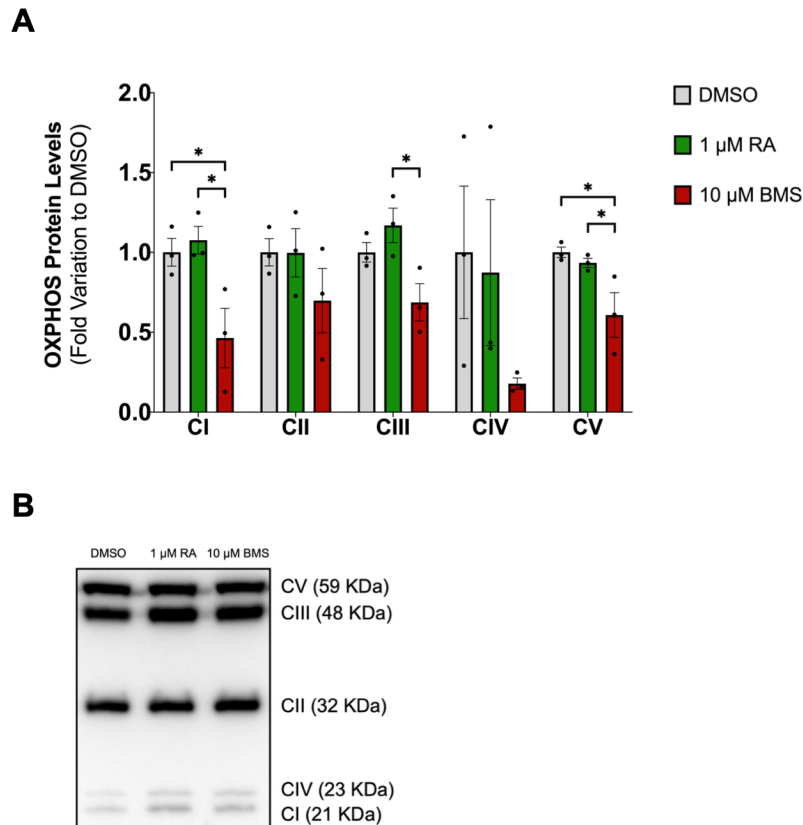 A
OXPHOS Protein Levels
(Fold Variation to DMSO)
2.0
1.5
1.0
0.5
0.0
*
*
*
*
*
CI
CII
CIII
CIV
CV
DMSO
1 µM RA
10 µM BMS
B
DMSO 1 µM RA 10 µM BMS
CV (59 KDa)
CIII (48 KDa)
CII (32 KDa)
CIV (23 KDa)
CI (21 KDa)